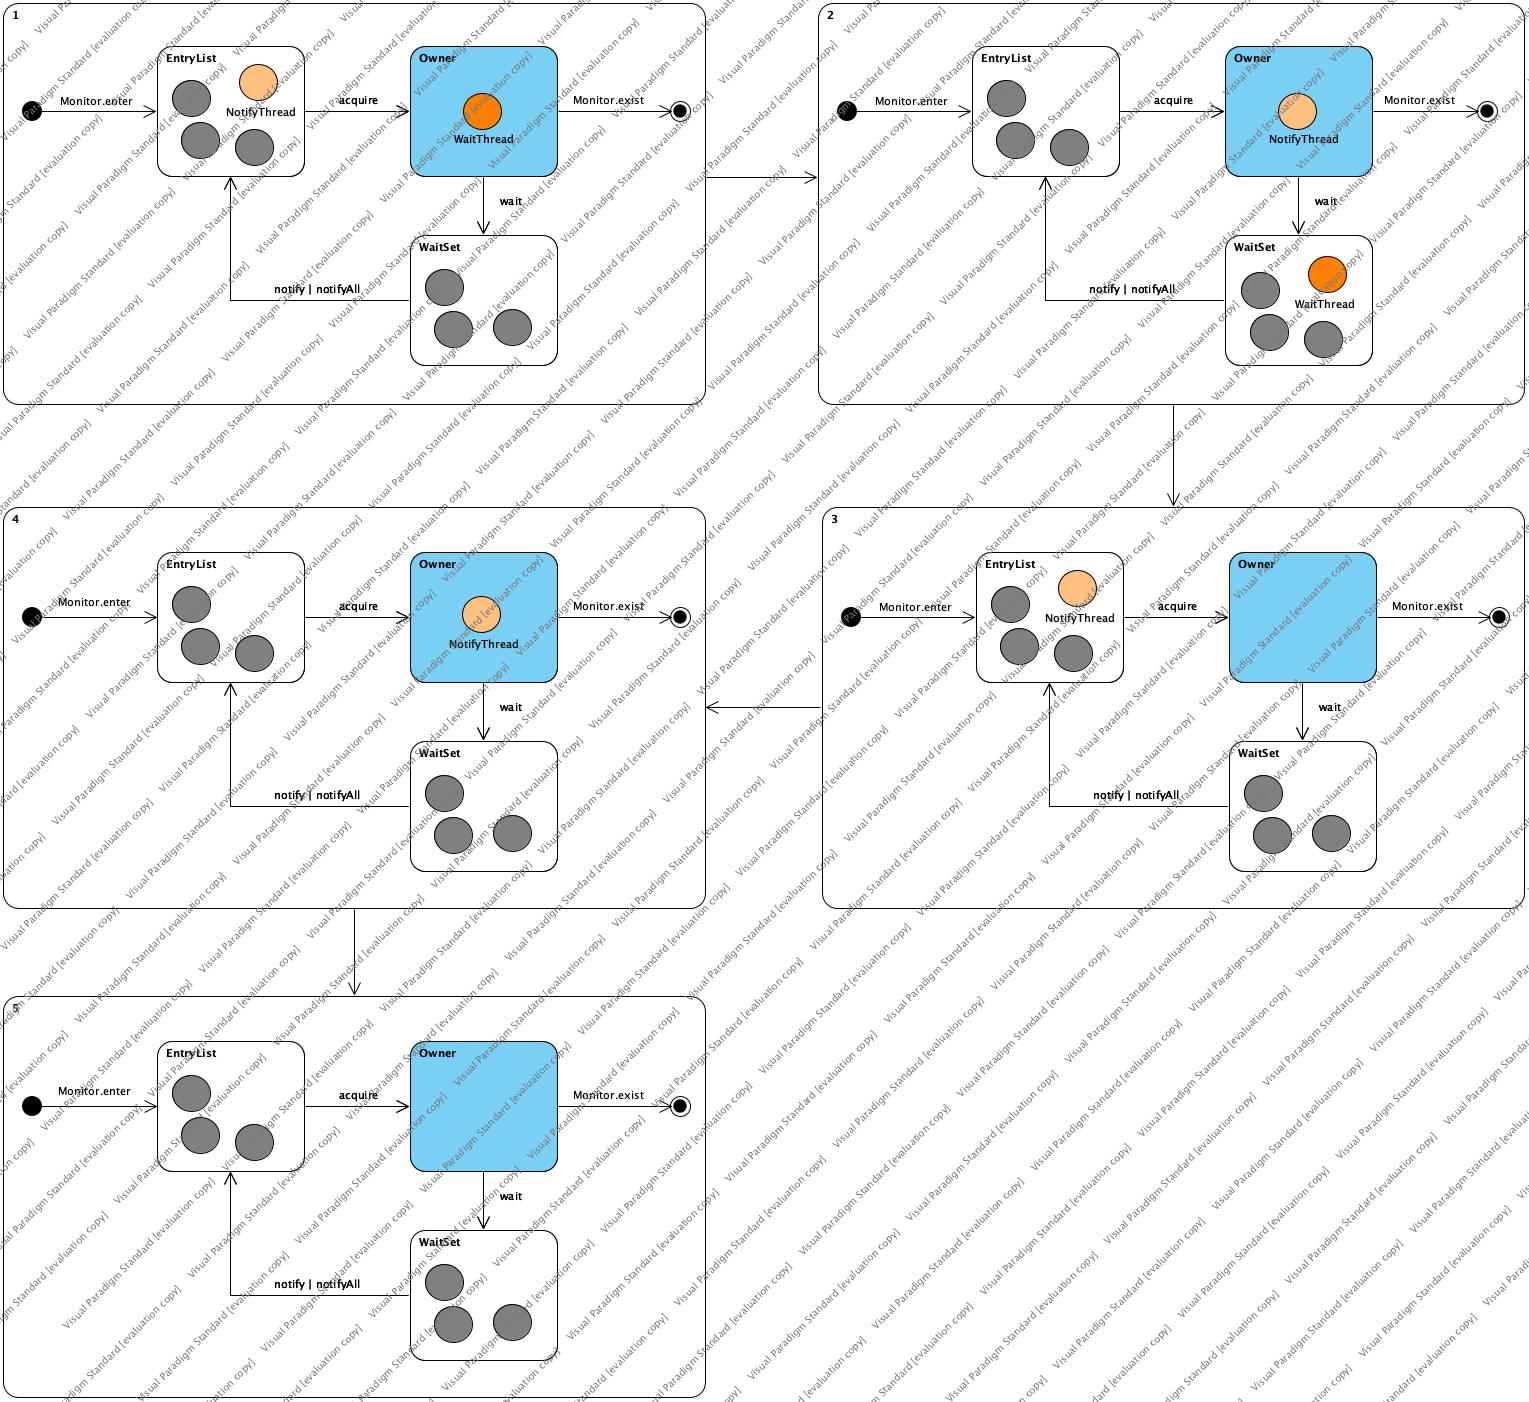 1
EntryList
NotifyThread
Monitor.enter
acquire
Owner
WaitThread
Monitor.exist
wait
WaitSet
notify | notifyAll
2
EntryList
Monitor.enter
acquire
Owner
NotifyThread
Monitor.exist
wait
WaitSet
WaitThread
notify | notifyAll
3
EntryList
NotifyThread
Monitor.enter
acquire
Owner
Monitor.exist
wait
WaitSet
notify | notifyAll
4
EntryList
Monitor.enter
acquire
Owner
NotifyThread
Monitor.exist
wait
WaitSet
notify | notifyAll
5
EntryList
Monitor.enter
acquire
Owner
Monitor.exist
wait
WaitSet
notify | notifyAll
Visual Paradigm Standard [evaluation copy]